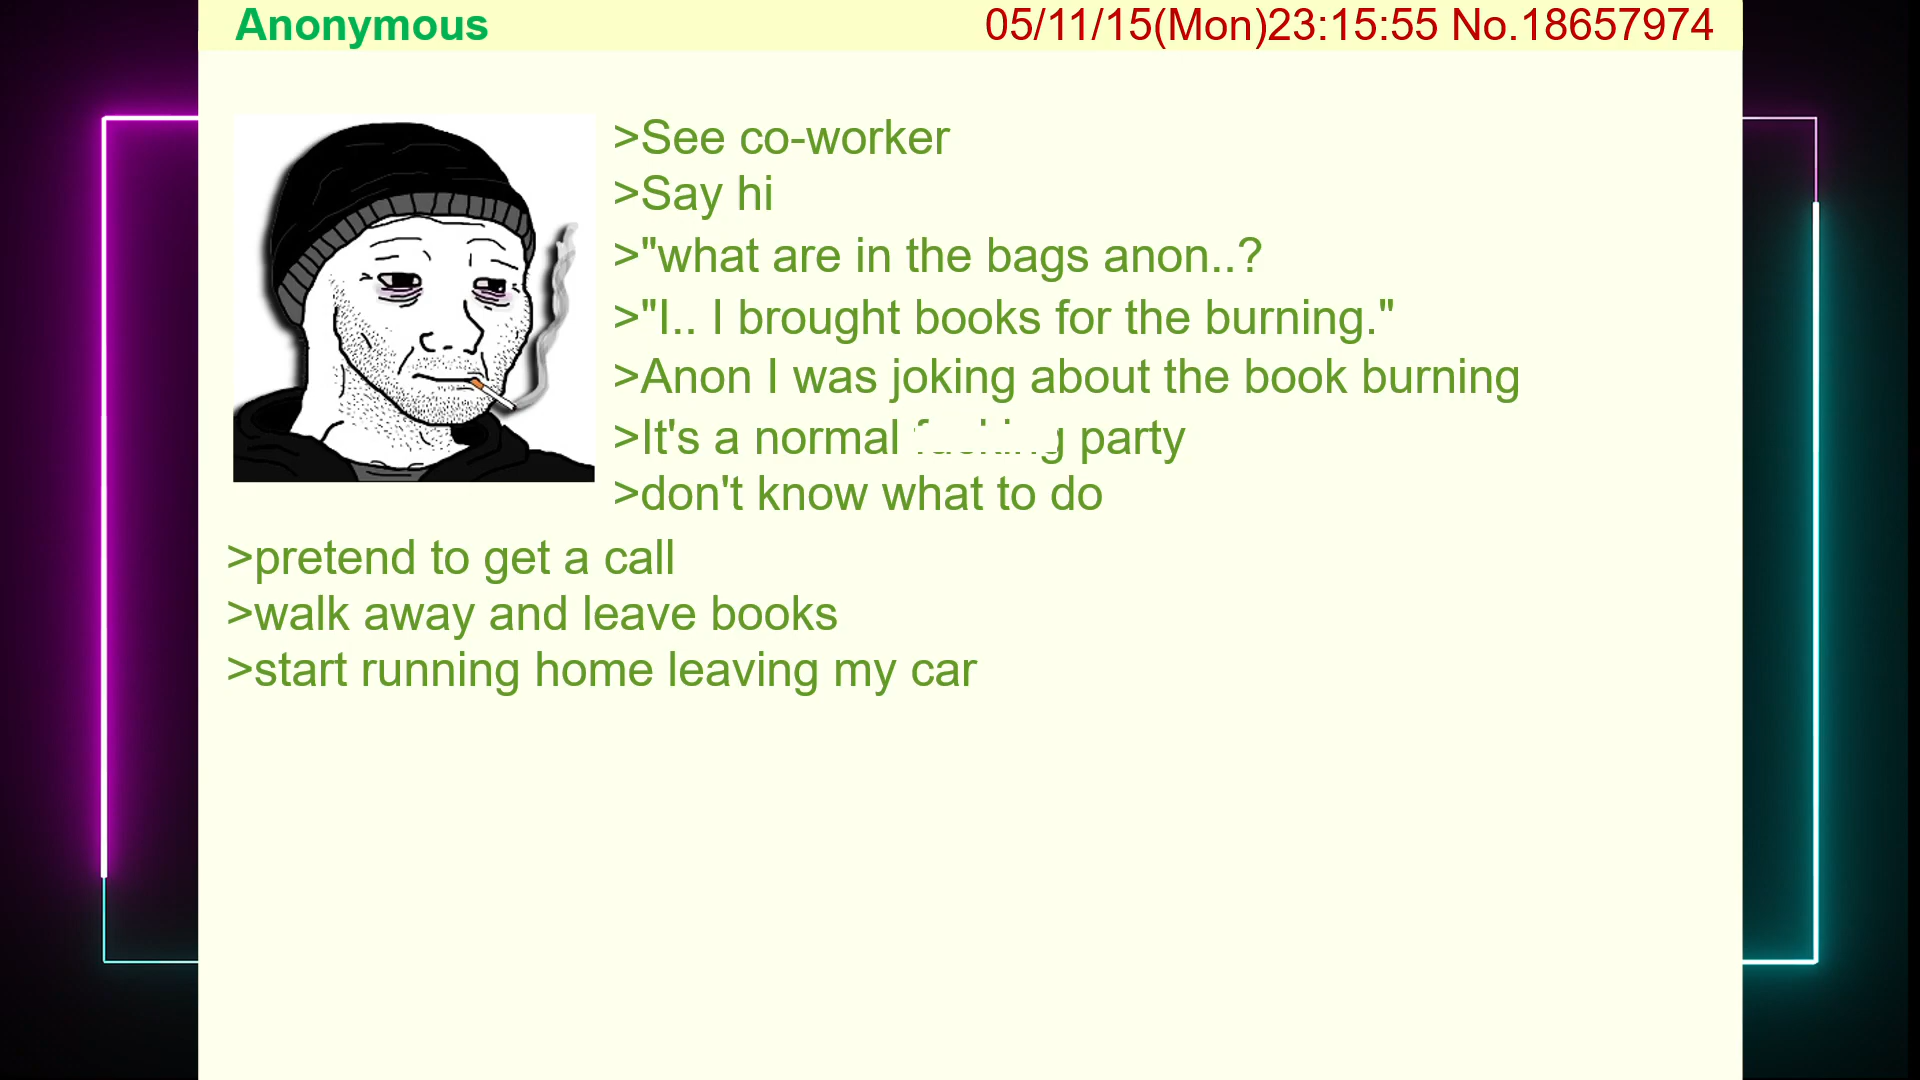 Anonymous
05/11/15(Mon)23:15:55 No.18657974
>See co-worker
>Say hi
>"what are in the bags anon..?
>"I.. I brought books for the burning."
>Anon I was joking about the book burning
>It's a normal party
>don't know what to do
>pretend to get a call
>walk away and leave books
>start running home leaving my car